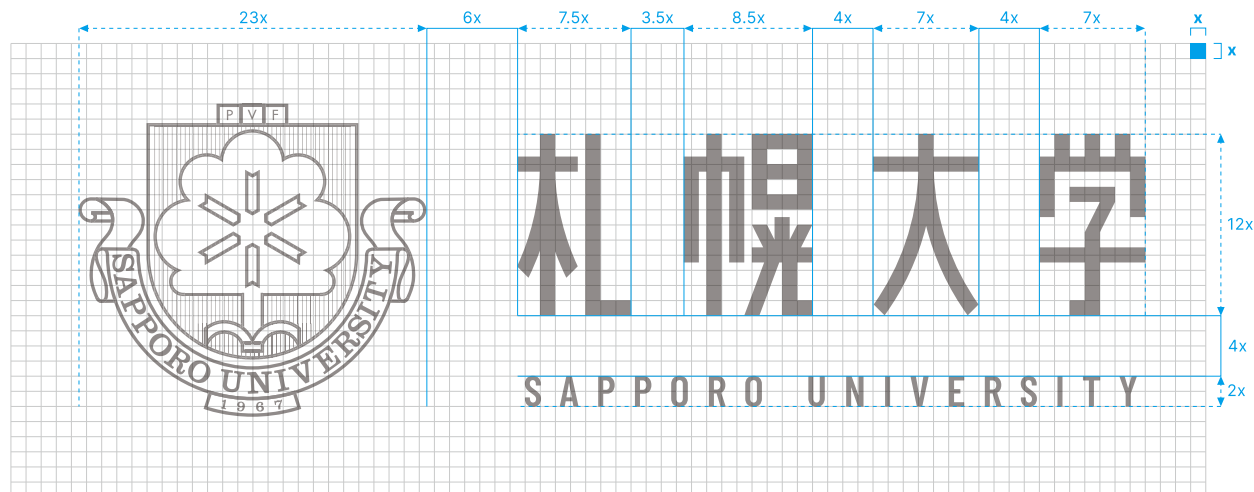 23x 6x 7.5x 3.5x 8.5x 4x 7x 4x 7x x
x
P V F
札幌大学
12x
SAPPORO UNIVERSITY
4x
SAPPORO UNIVERSITY
2x
1967